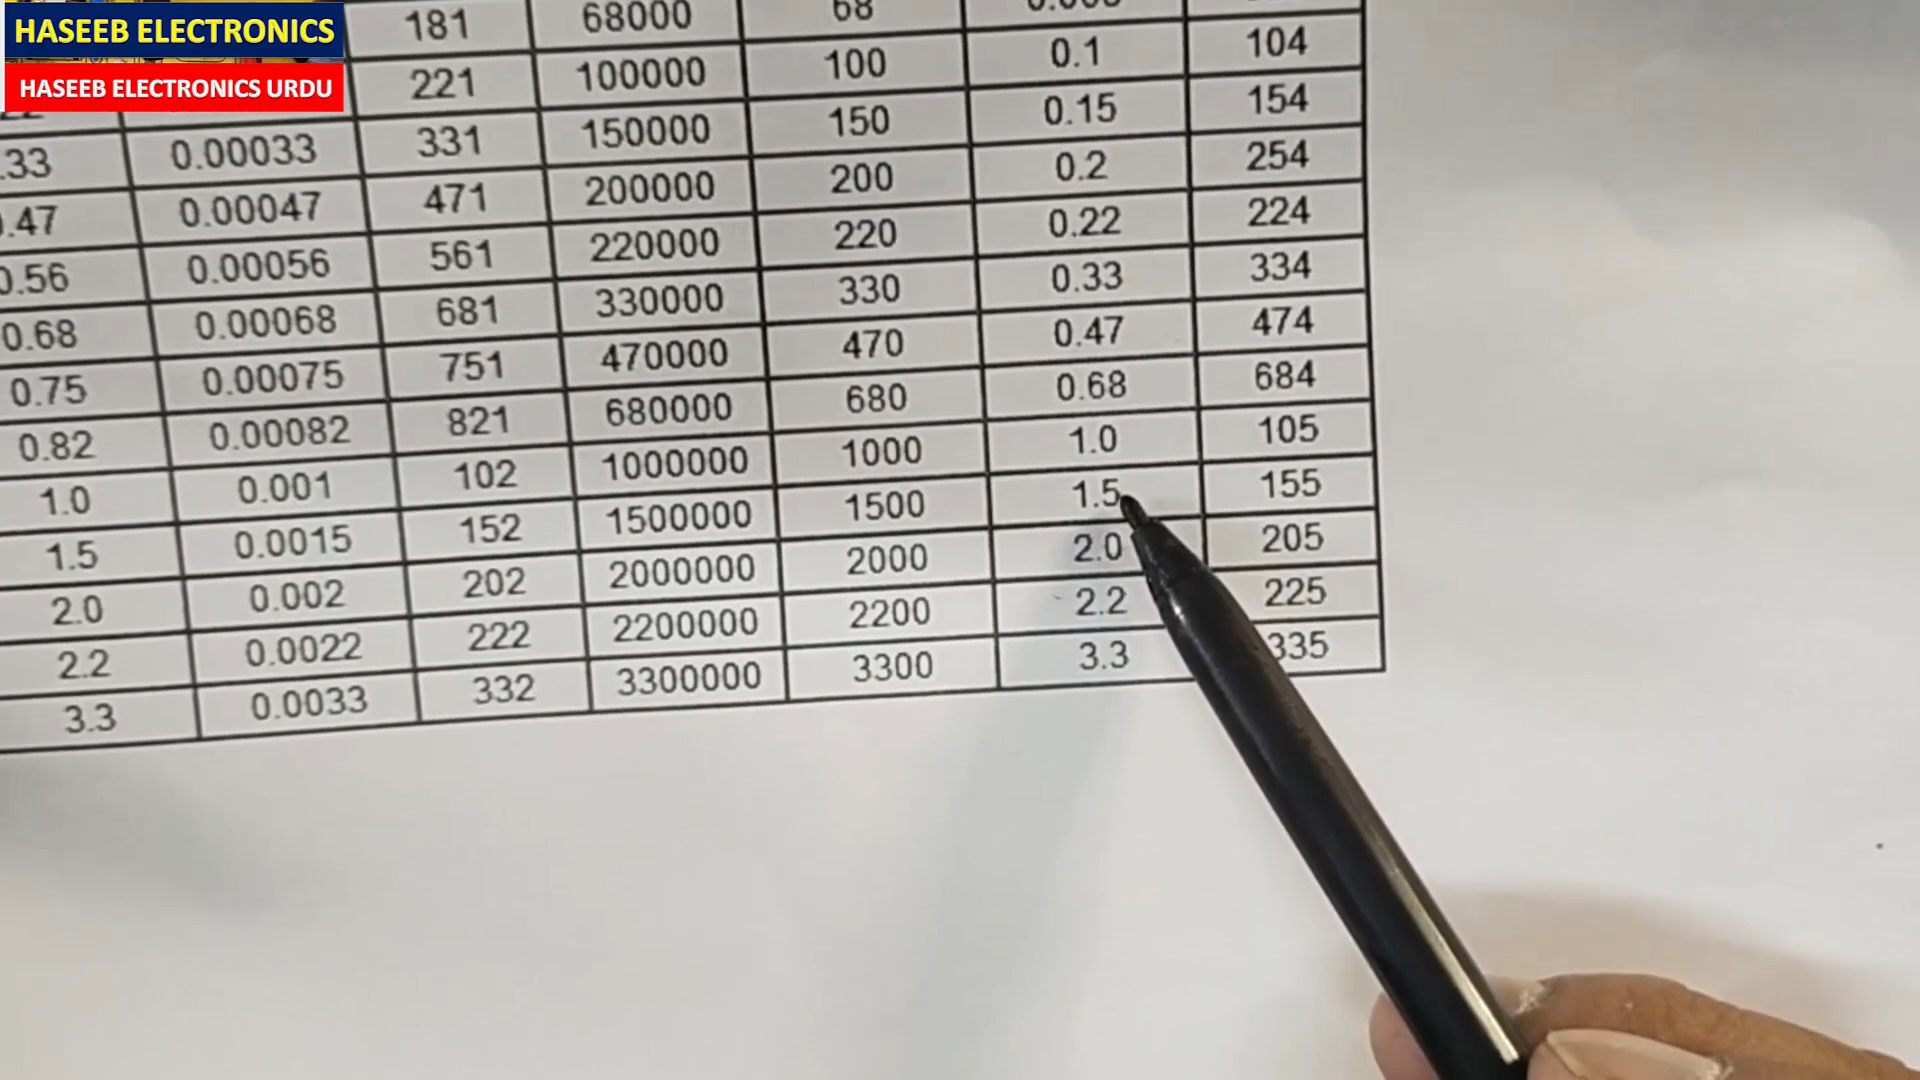 HASEEB ELECTRONICS
HASEEB ELECTRONICS URDU
181 68000 68
221 100000 100 0.1 104
.33 0.00033 331 150000 150 0.15 154
.47 0.00047 471 200000 200 0.2 254
0.56 0.00056 561 220000 220 0.22 224
0.68 0.00068 681 330000 330 0.33 334
0.75 0.00075 751 470000 470 0.47 474
0.82 0.00082 821 680000 680 0.68 684
1.0 0.001 102 1000000 1000 1.0 105
1.5 0.0015 152 1500000 1500 1.5 155
2.0 0.002 202 2000000 2000 2.0 205
2.2 0.0022 222 2200000 2200 2.2 225
3.3 0.0033 332 3300000 3300 3.3 335